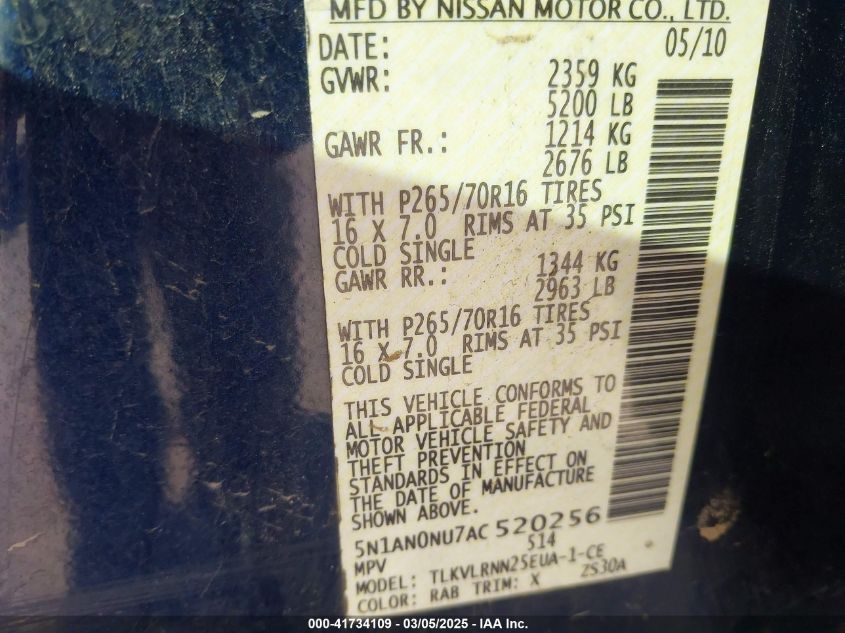 MFD BY NISSAN MOTOR CO., LTD.
DATE: 05/10
GVWR: 2359 KG
5200 LB
GAWR FR.: 1214 KG
2676 LB
WITH P265/70R16 TIRES
16 X 7.0 RIMS AT 35 PSI
COLD SINGLE
GAWR RR.: 1344 KG
2963 LB
WITH P265/70R16 TIRES
16 X 7.0 RIMS AT 35 PSI
COLD SINGLE
THIS VEHICLE CONFORMS TO
ALL APPLICABLE FEDERAL
MOTOR VEHICLE SAFETY AND
THEFT PREVENTION
STANDARDS IN EFFECT ON
THE DATE OF MANUFACTURE
SHOWN ABOVE.
5N1AN0NU7AC 520256
MPV S14
MODEL: TLKVLRNN25EUA-1-CE
COLOR: RAB TRIM: X ZS30A
000-41734109 — 03/05/2025 — IAA Inc.